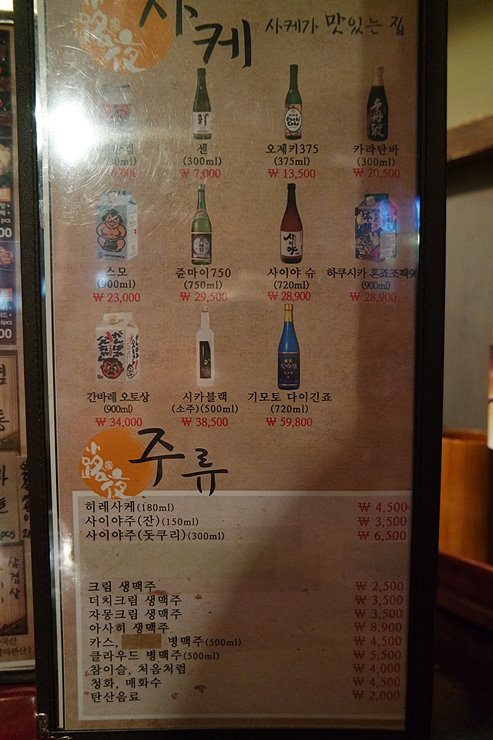 사케 사케가 맛있는 집
센 오제키375 카라탄바
(300ml) (375ml) (300ml)
₩ 7,000 ₩ 13,500 ₩ 20,500
스모 쥰마이750 사이야 슈 하쿠시카 혼죠조팩
(900ml) (750ml) (720ml) (900ml)
₩ 23,000 ₩ 29,500 ₩ 28,900 ₩ 28,900
간바레 오토상 시카블랙 기모토 다이긴죠
(900ml) (소주)(500ml) (720ml)
₩ 34,000 ₩ 38,500 ₩ 59,800
주류
히레사케(180ml) ₩ 4,500
사이야주(잔)(150ml) ₩ 3,500
사이야주(돗쿠리)(300ml) ₩ 6,500
크림 생맥주 ₩ 2,500
더치크림 생맥주 ₩ 3,500
자몽크림 생맥주 ₩ 3,500
아사히 생맥주 ₩ 8,900
카스, 병맥주(500ml) ₩ 4,500
클라우드 병맥주(500ml) ₩ 5,500
참이슬, 처음처럼 ₩ 4,000
청화, 매화수 ₩ 4,500
탄산음료 ₩ 2,000